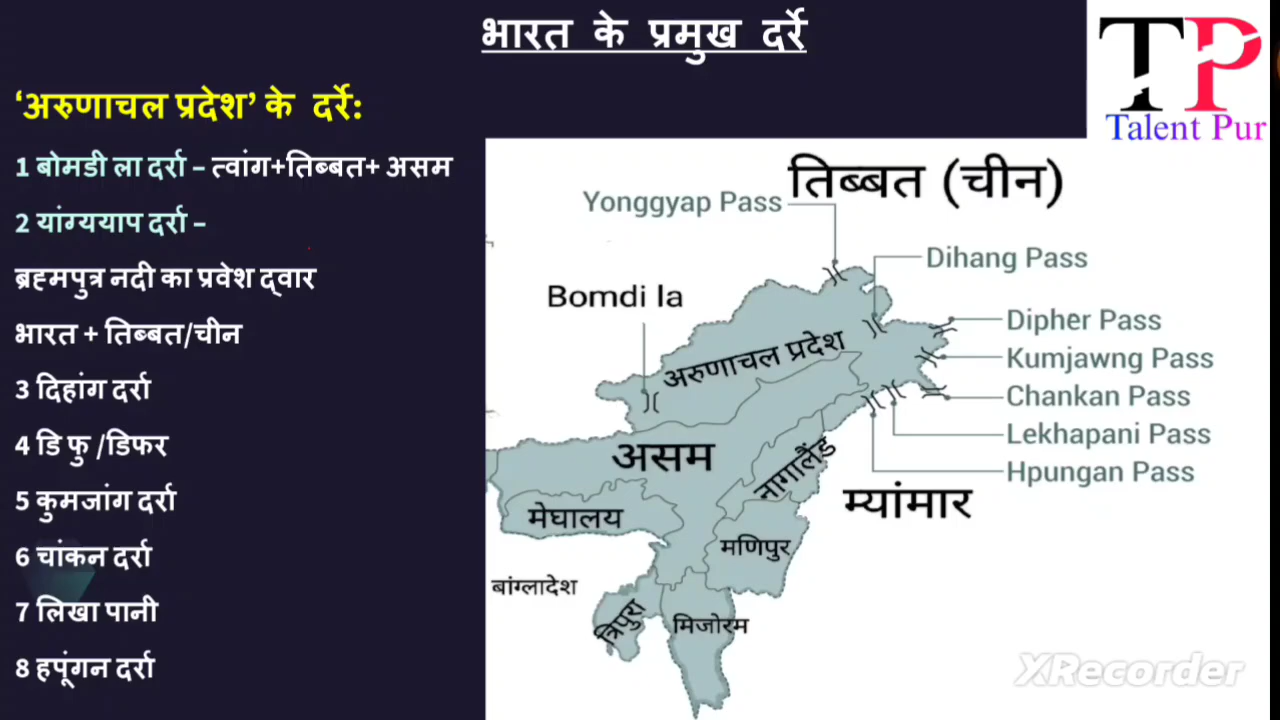 भारत के प्रमुख दर्रे
TP
Talent Pur
‘अरुणाचल प्रदेश’ के दर्रे:
1 बोमडी ला दर्रा – त्वांग+तिब्बत+ असम
2 यांग्ययाप दर्रा –
ब्रह्मपुत्र नदी का प्रवेश द्वार
भारत + तिब्बत/चीन
3 दिहांग दर्रा
4 डि फु /डिफर
5 कुमजांग दर्रा
6 चांकन दर्रा
7 लिखा पानी
8 हपूंगन दर्रा
तिब्बत (चीन)
Yonggyap Pass
Dihang Pass
Bomdi la
Dipher Pass
अरुणाचल प्रदेश
Kumjawng Pass
Chankan Pass
Lekhapani Pass
असम
नागालैंड
Hpungan Pass
म्यांमार
मेघालय
मणिपुर
बांग्लादेश
त्रिपुरा
मिजोरम
XRecorder